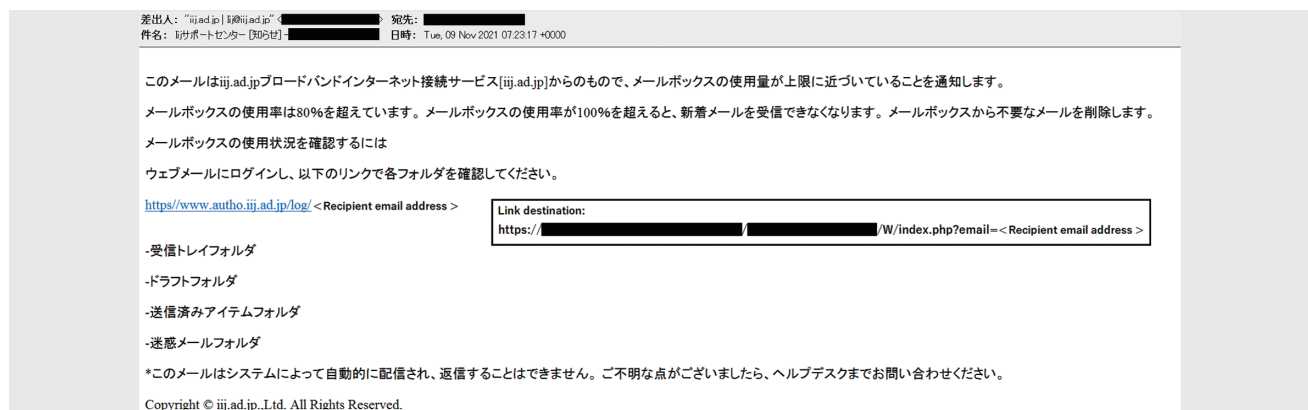 差出人： "iij.ad.jp | Iij@iij.ad.jp" < > 宛先：
件名： Iijサポートセンター [知らせ] - 日時： Tue, 09 Nov 2021 07:23:17 +0000
このメールはiij.ad.jpブロードバンドインターネット接続サービス[iij.ad.jp]からのもので、メールボックスの使用量が上限に近づいていることを通知します。
メールボックスの使用率は80%を超えています。メールボックスの使用率が100%を超えると、新着メールを受信できなくなります。メールボックスから不要なメールを削除します。
メールボックスの使用状況を確認するには
ウェブメールにログインし、以下のリンクで各フォルダを確認してください。
https//www.autho.iij.ad.jp/log/ <Recipient email address >
Link destination:
https:// / /W/index.php?email=<Recipient email address >
-受信トレイフォルダ
-ドラフトフォルダ
-送信済みアイテムフォルダ
-迷惑メールフォルダ
*このメールはシステムによって自動的に配信され、返信することはできません。ご不明な点がございましたら、ヘルプデスクまでお問い合わせください。
Copyright © iij.ad.jp.,Ltd. All Rights Reserved.